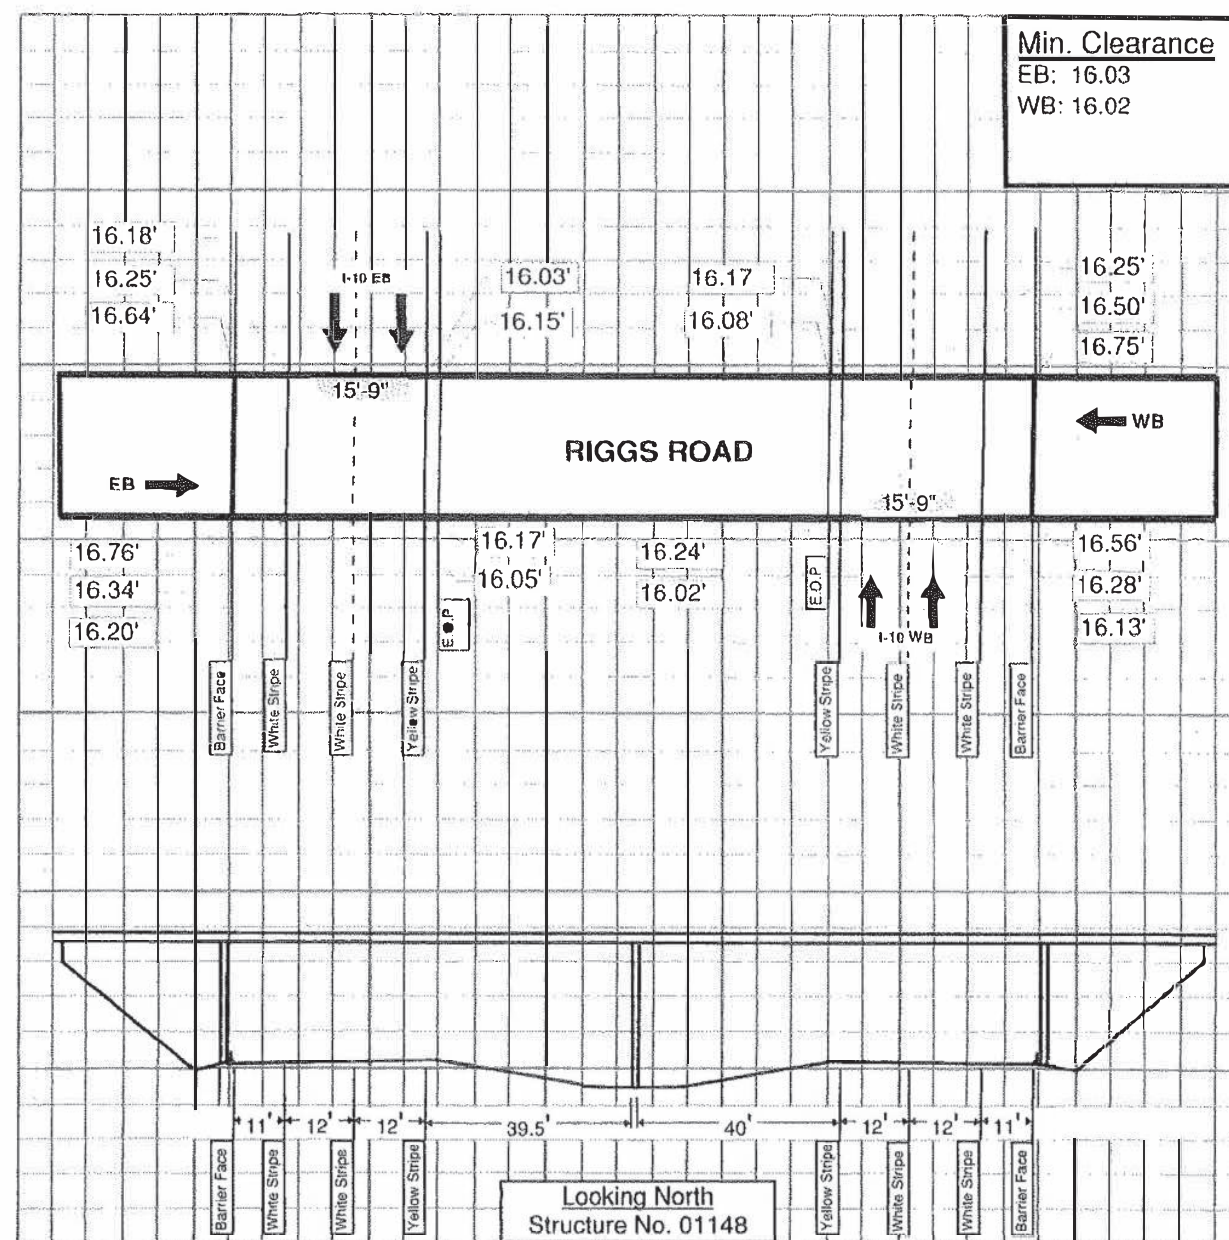 Min. Clearance
EB: 16.03
WB: 16.02
16.18'
16.25'
16.64'
I-10 EB
16.03'
16.15'
16.17
16.08'
16.25'
16.50'
16.75'
15'-9"
RIGGS ROAD
WB
EB
15'-9"
16.76'
16.34'
16.20'
16.17'
16.05'
16.24'
16.02'
16.56'
16.28'
16.13'
E.O.P
E.O.P
I-10 WB
Barrier Face
White Stripe
White Stripe
Yellow Stripe
Yellow Stripe
White Stripe
White Stripe
Barrier Face
11'
12'
12'
39.5'
40'
12'
12'
11'
Barrier Face
White Stripe
White Stripe
Yellow Stripe
Yellow Stripe
White Stripe
White Stripe
Barrier Face
Looking North
Structure No. 01148